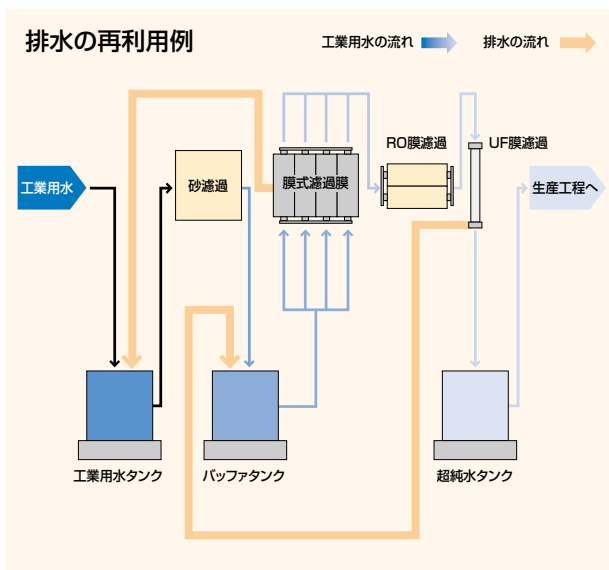 排水の再利用例
工業用水の流れ
排水の流れ
RO膜濾過
UF膜濾過
工業用水
砂濾過
膜式濾過膜
生産工程へ
工業用水タンク
バッファタンク
超純水タンク